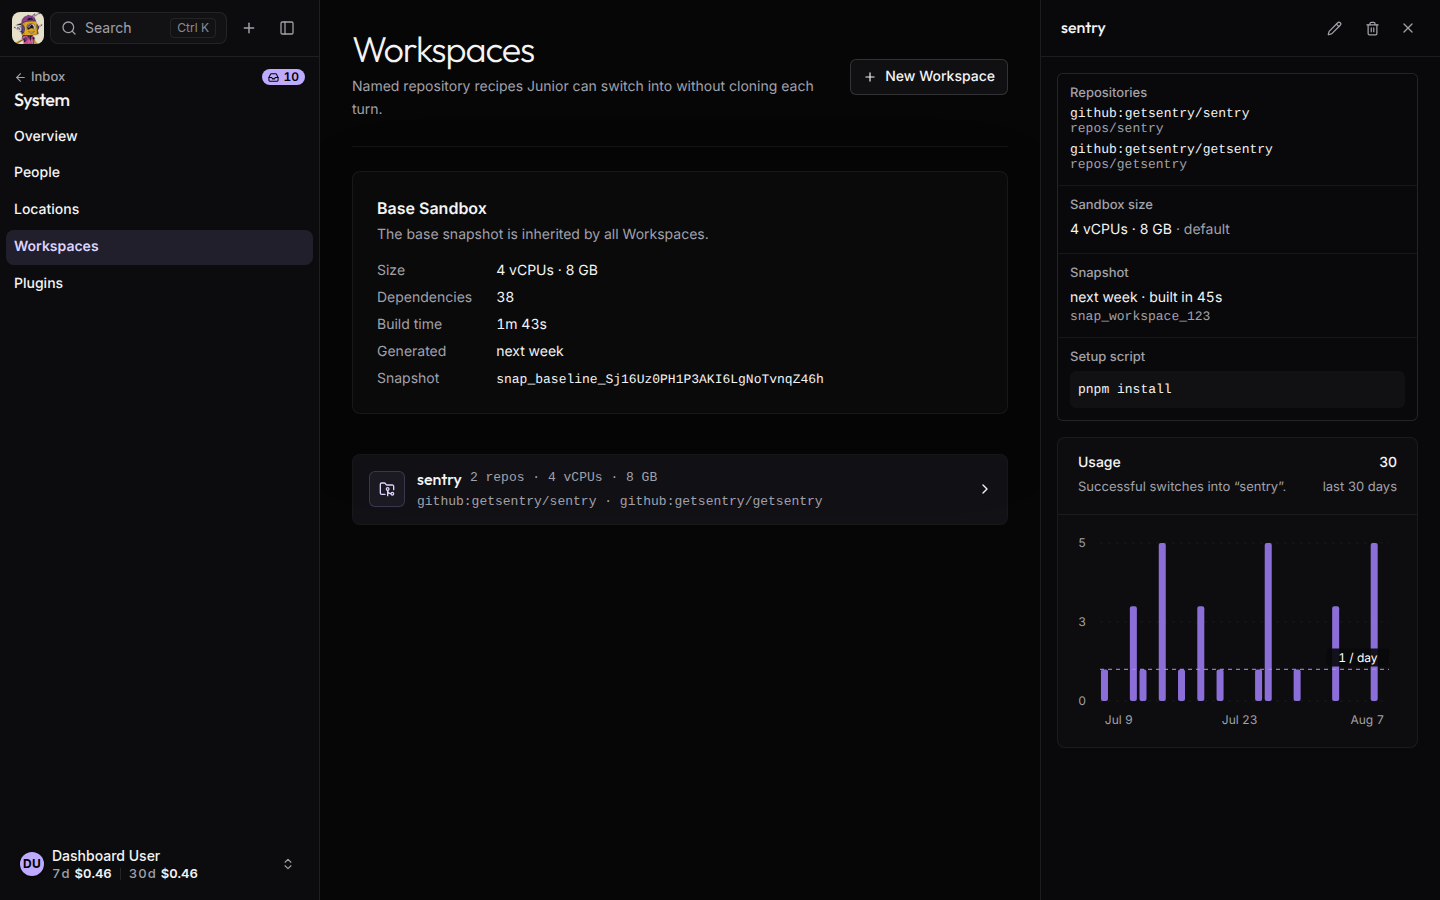 Search
Ctrl K
Inbox
10
System
Overview
People
Locations
Workspaces
Plugins
DU
Dashboard User
7d $0.46 30d $0.46
Workspaces
Named repository recipes Junior can switch into without cloning each
turn.
New Workspace
Base Sandbox
The base snapshot is inherited by all Workspaces.
Size 4 vCPUs · 8 GB
Dependencies 38
Build time 1m 43s
Generated next week
Snapshot snap_baseline_Sj16Uz0PH1P3AKI6LgNoTvnqZ46h
sentry 2 repos · 4 vCPUs · 8 GB
github:getsentry/sentry · github:getsentry/getsentry
sentry
Repositories
github:getsentry/sentry
repos/sentry
github:getsentry/getsentry
repos/getsentry
Sandbox size
4 vCPUs · 8 GB · default
Snapshot
next week · built in 45s
snap_workspace_123
Setup script
pnpm install
Usage 30
Successful switches into “sentry”. last 30 days
5
3
1 / day
0
Jul 9 Jul 23 Aug 7